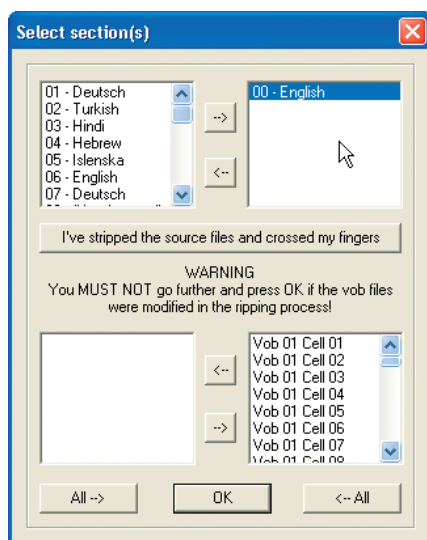 Select section(s)
01 - Deutsch
02 - Turkish
03 - Hindi
04 - Hebrew
05 - Islenska
06 - English
07 - Deutsch
-->
<--
00 - English
I've stripped the source files and crossed my fingers
WARNING
You MUST NOT go further and press OK if the vob files
were modified in the ripping process!
<--
-->
Vob 01 Cell 01
Vob 01 Cell 02
Vob 01 Cell 03
Vob 01 Cell 04
Vob 01 Cell 05
Vob 01 Cell 06
Vob 01 Cell 07
Vob 01 Cell 08
All -->
OK
<-- All